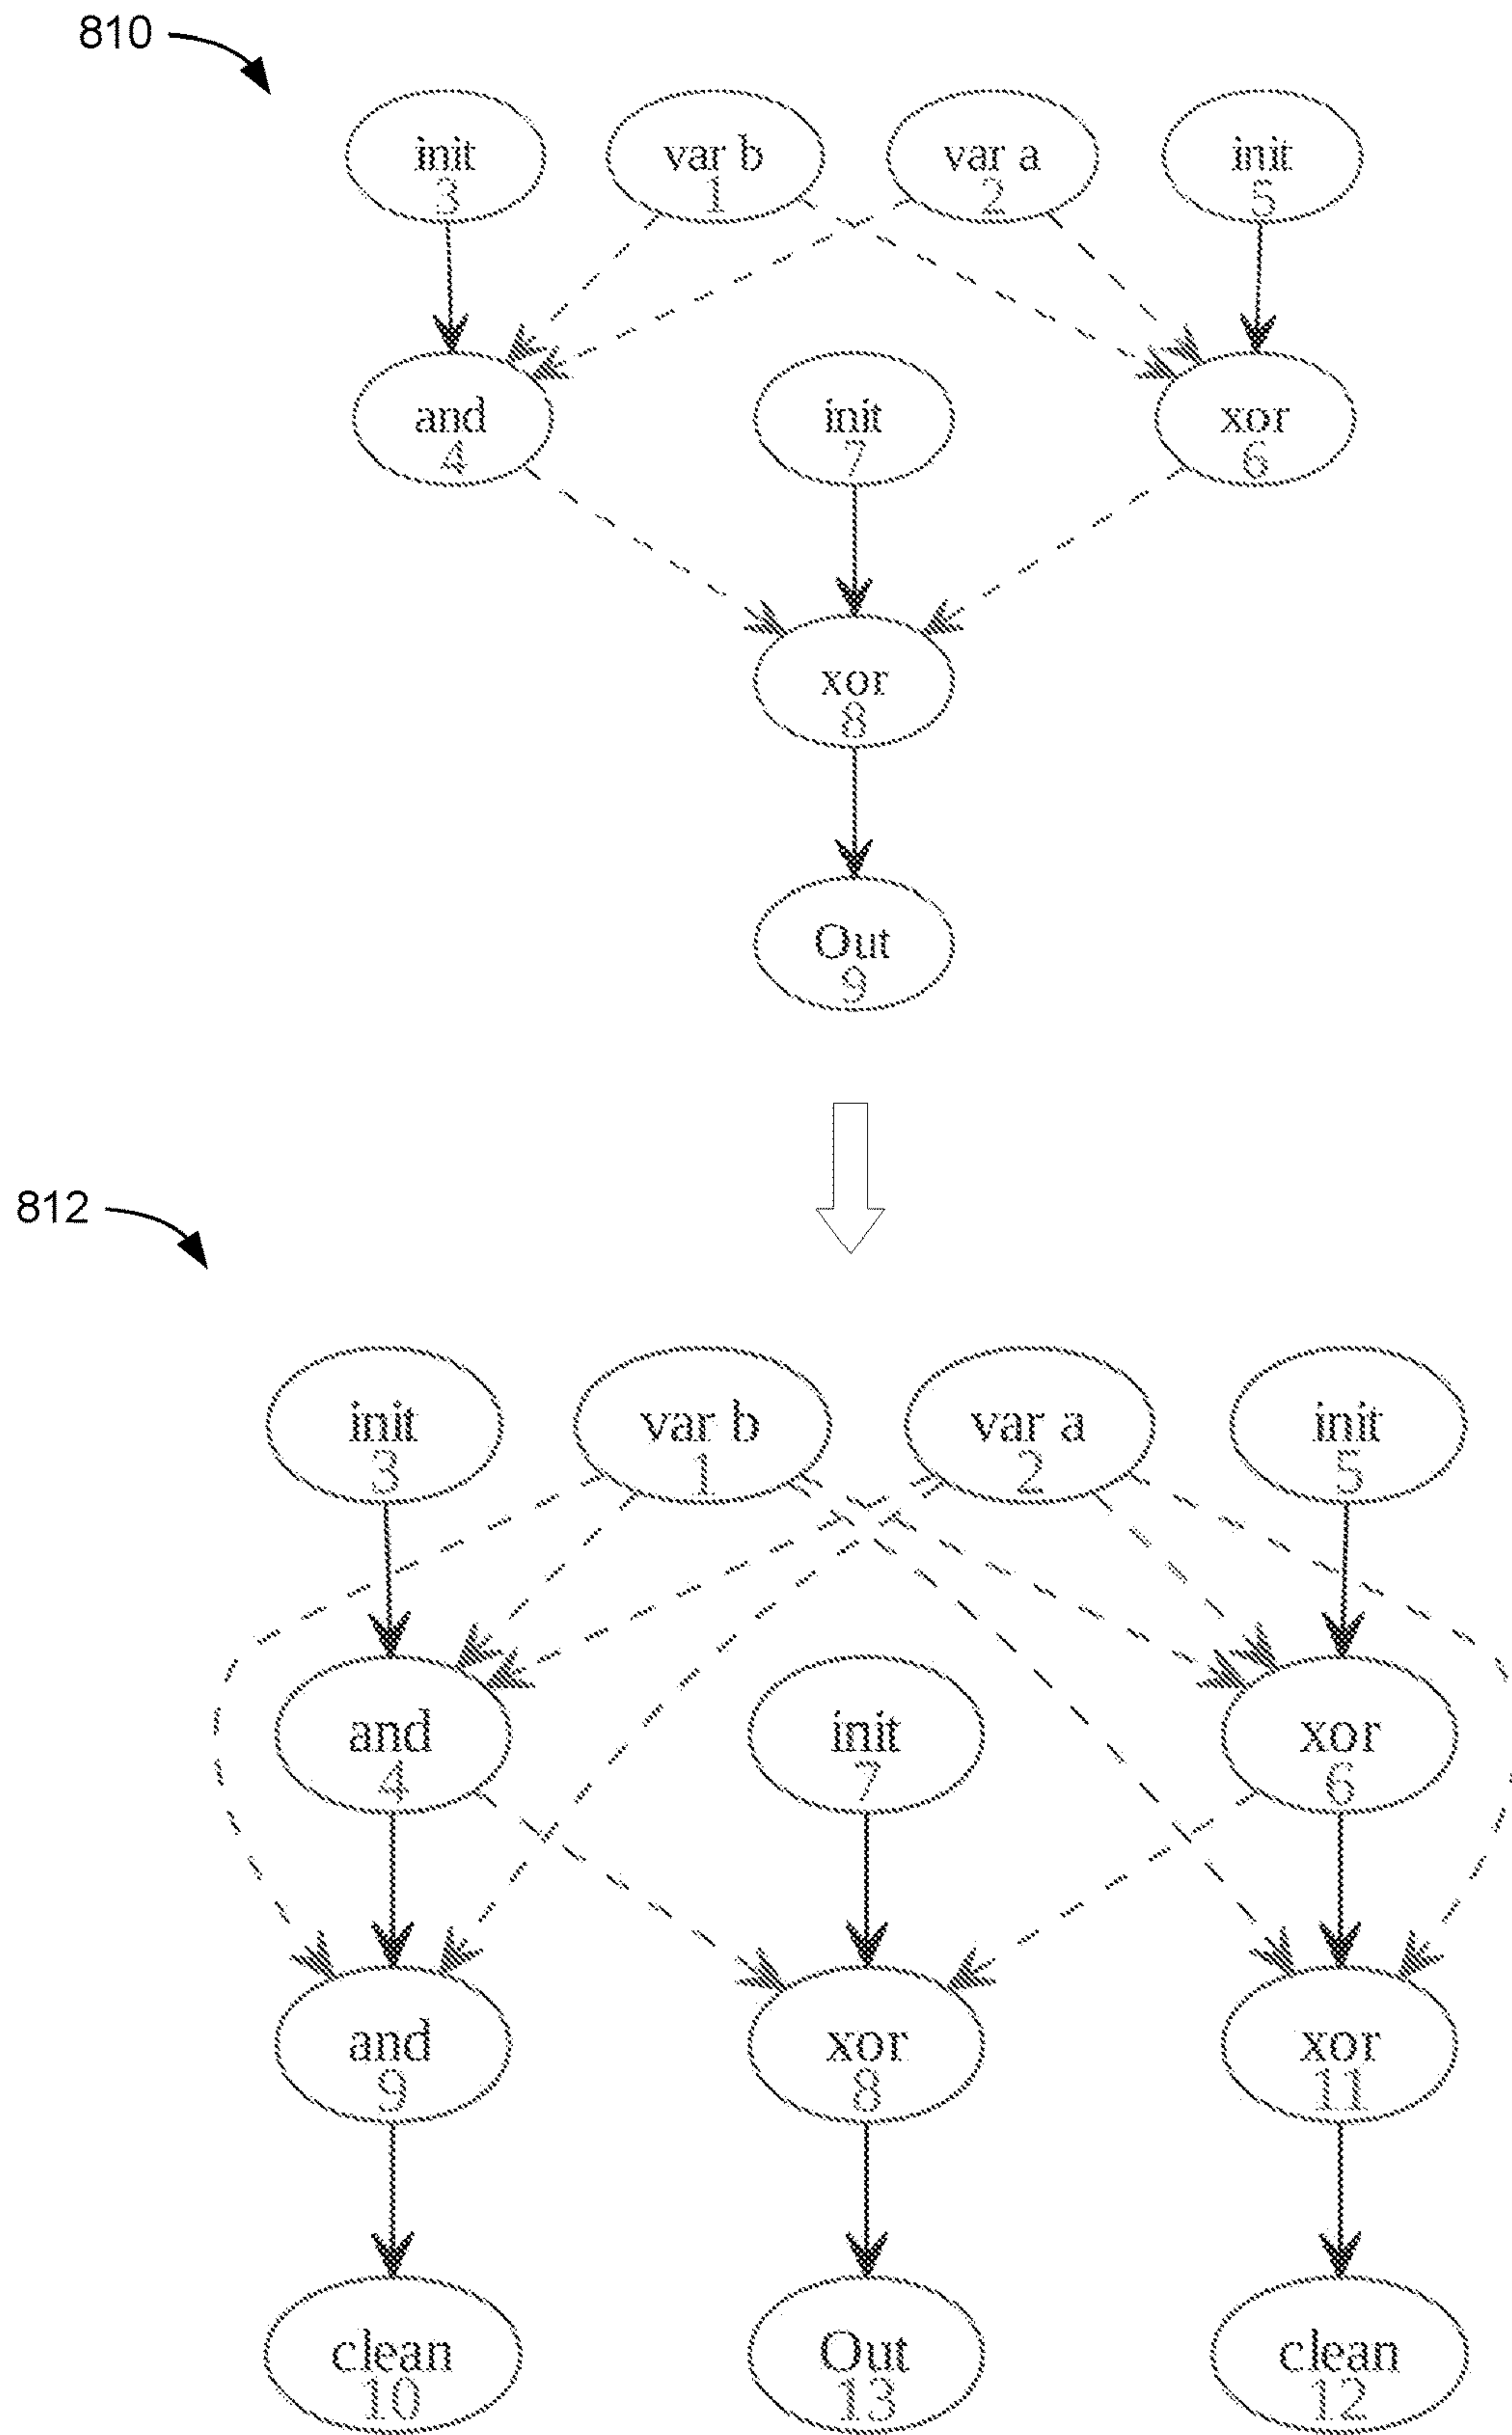 810
init
3
var b
1
var a
2
init
5
and
4
init
7
xor
6
xor
8
Out
9
812
init
3
var b
1
var a
2
init
5
and
4
init
7
xor
6
and
9
xor
8
xor
11
clean
10
Out
13
clean
12